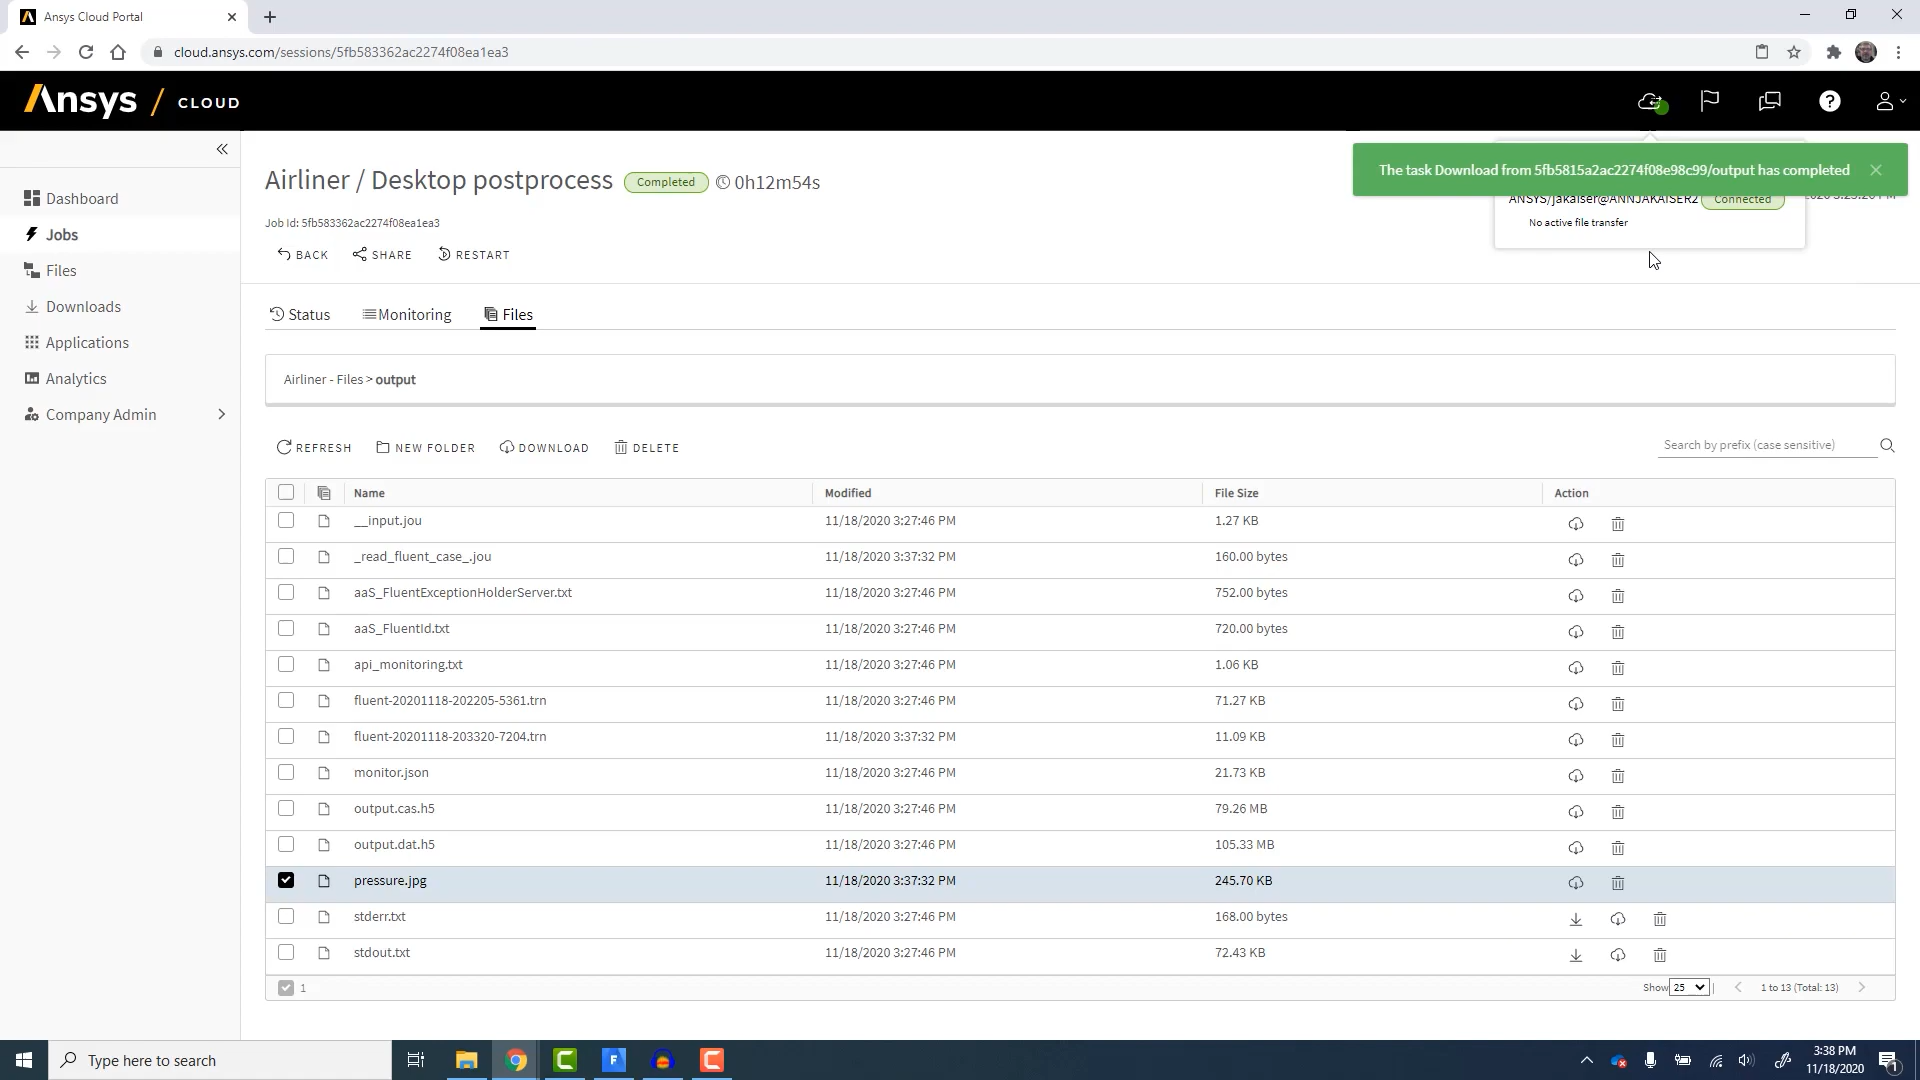 Ansys Cloud Portal
cloud.ansys.com/sessions/5fb583362ac2274f08ea1ea3
Ansys / CLOUD
The task Download from 5fb5815a2ac2274f08e98c99/output has completed
ANSYS/jakaiser@ANNJAKAISER2 Connected
No active file transfer
Dashboard
Jobs
Files
Downloads
Applications
Analytics
Company Admin
Airliner / Desktop postprocess Completed 0h12m54s
Job Id: 5fb583362ac2274f08ea1ea3
BACK SHARE RESTART
Status Monitoring Files
Airliner - Files > output
REFRESH NEW FOLDER DOWNLOAD DELETE
Search by prefix (case sensitive)
Name Modified File Size Action
__input.jou 11/18/2020 3:27:46 PM 1.27 KB
_read_fluent_case_.jou 11/18/2020 3:37:32 PM 160.00 bytes
aaS_FluentExceptionHolderServer.txt 11/18/2020 3:27:46 PM 752.00 bytes
aaS_FluentId.txt 11/18/2020 3:27:46 PM 720.00 bytes
api_monitoring.txt 11/18/2020 3:27:46 PM 1.06 KB
fluent-20201118-202205-5361.trn 11/18/2020 3:27:46 PM 71.27 KB
fluent-20201118-203320-7204.trn 11/18/2020 3:37:32 PM 11.09 KB
monitor.json 11/18/2020 3:27:46 PM 21.73 KB
output.cas.h5 11/18/2020 3:27:46 PM 79.26 MB
output.dat.h5 11/18/2020 3:27:46 PM 105.33 MB
pressure.jpg 11/18/2020 3:37:32 PM 245.70 KB
stderr.txt 11/18/2020 3:27:46 PM 168.00 bytes
stdout.txt 11/18/2020 3:27:46 PM 72.43 KB
1 Show 25 1 to 13 (Total: 13)
Type here to search
3:38 PM
11/18/2020
1